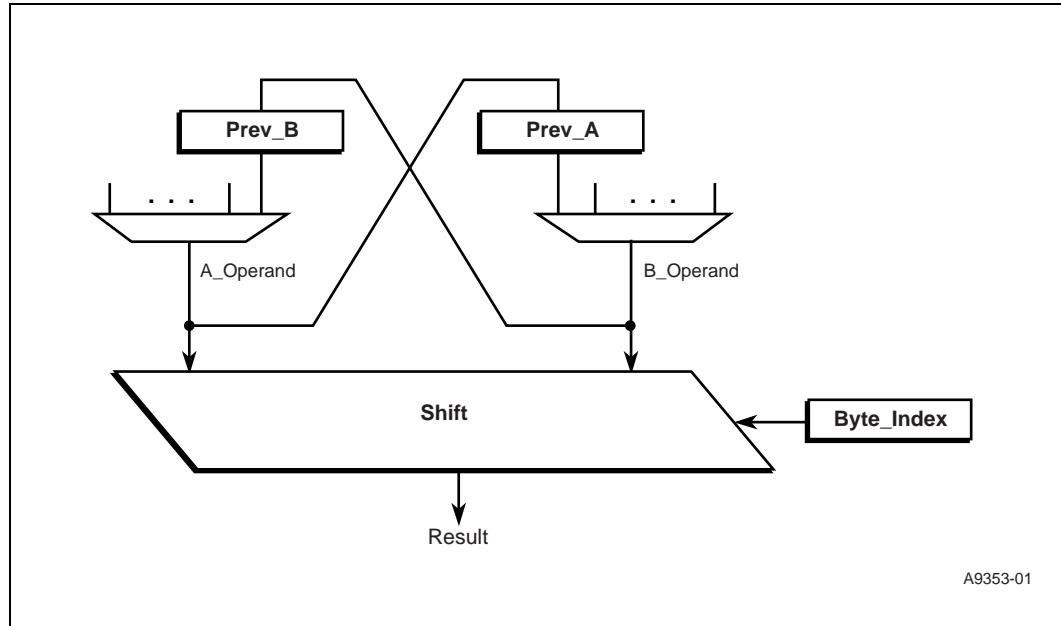 Prev_B
Prev_A
. . .
. . .
A_Operand
B_Operand
Shift
Byte_Index
Result
A9353-01